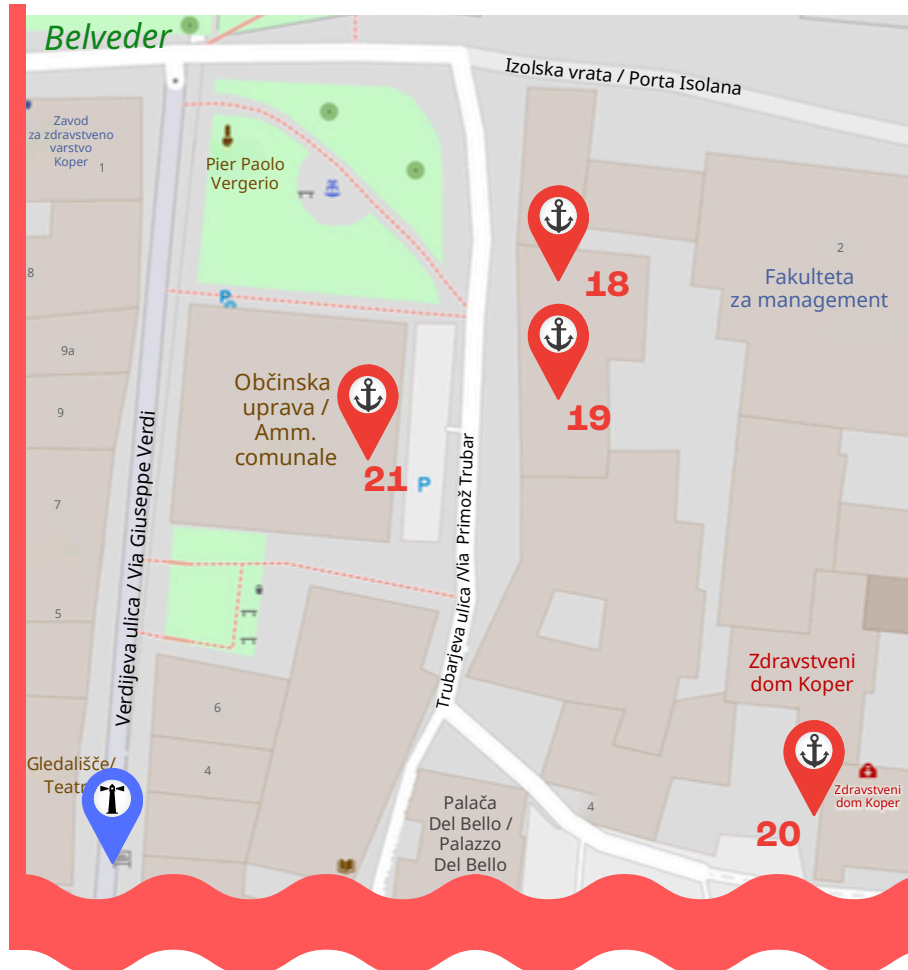 Belveder
Izolska vrata / Porta Isolana
Zavod
za zdravstveno
varstvo
Koper
1
Pier Paolo
Vergerio
8
18
2
Fakulteta
za management
9a
19
9
Občinska
uprava /
Amm.
comunale
21
P
7
Verdijeva ulica / Via Giuseppe Verdi
Trubarjeva ulica /Via Primož Trubar
5
6
4
Zdravstveni
dom Koper
Gledališče/
Teatr
Zdravstveni
dom Koper
20
4
Palača
Del Bello /
Palazzo
Del Bello